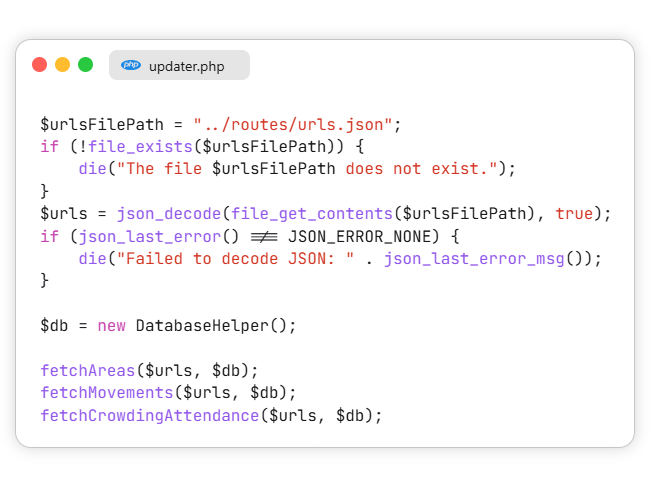 php updater.php
$urlsFilePath = "../routes/urls.json";
if (!file_exists($urlsFilePath)) {
    die("The file $urlsFilePath does not exist.");
}
$urls = json_decode(file_get_contents($urlsFilePath), true);
if (json_last_error() !== JSON_ERROR_NONE) {
    die("Failed to decode JSON: " . json_last_error_msg());
}

$db = new DatabaseHelper();

fetchAreas($urls, $db);
fetchMovements($urls, $db);
fetchCrowdingAttendance($urls, $db);